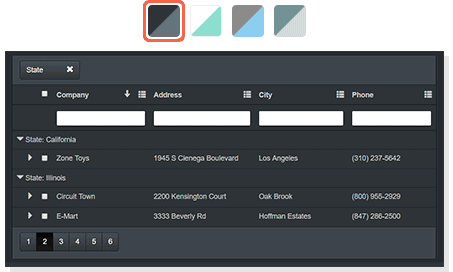 State ✖
Company Address City Phone
State: California
Zone Toys 1945 S Cienega Boulevard Los Angeles (310) 237-5642
State: Illinois
Circuit Town 2200 Kensington Court Oak Brook (800) 955-2929
E-Mart 3333 Beverly Rd Hoffman Estates (847) 286-2500
1 2 3 4 5 6